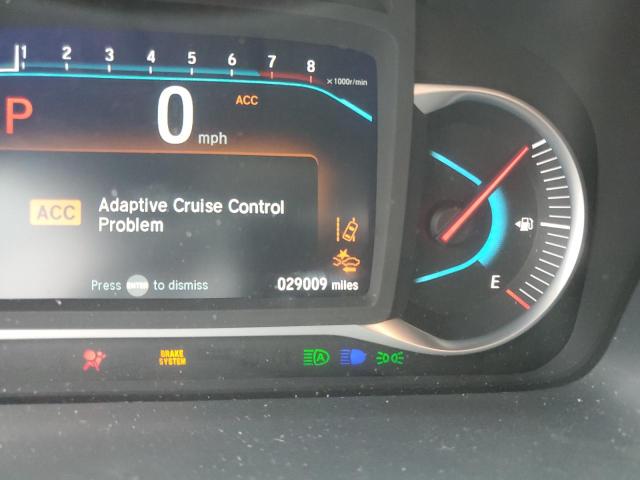 1 2 3 4 5 6 7 8
×1000r/min
P 0 mph
ACC
ACC Adaptive Cruise Control
Problem
Press ENTER to dismiss
029009 miles
E
BRAKE
SYSTEM
A